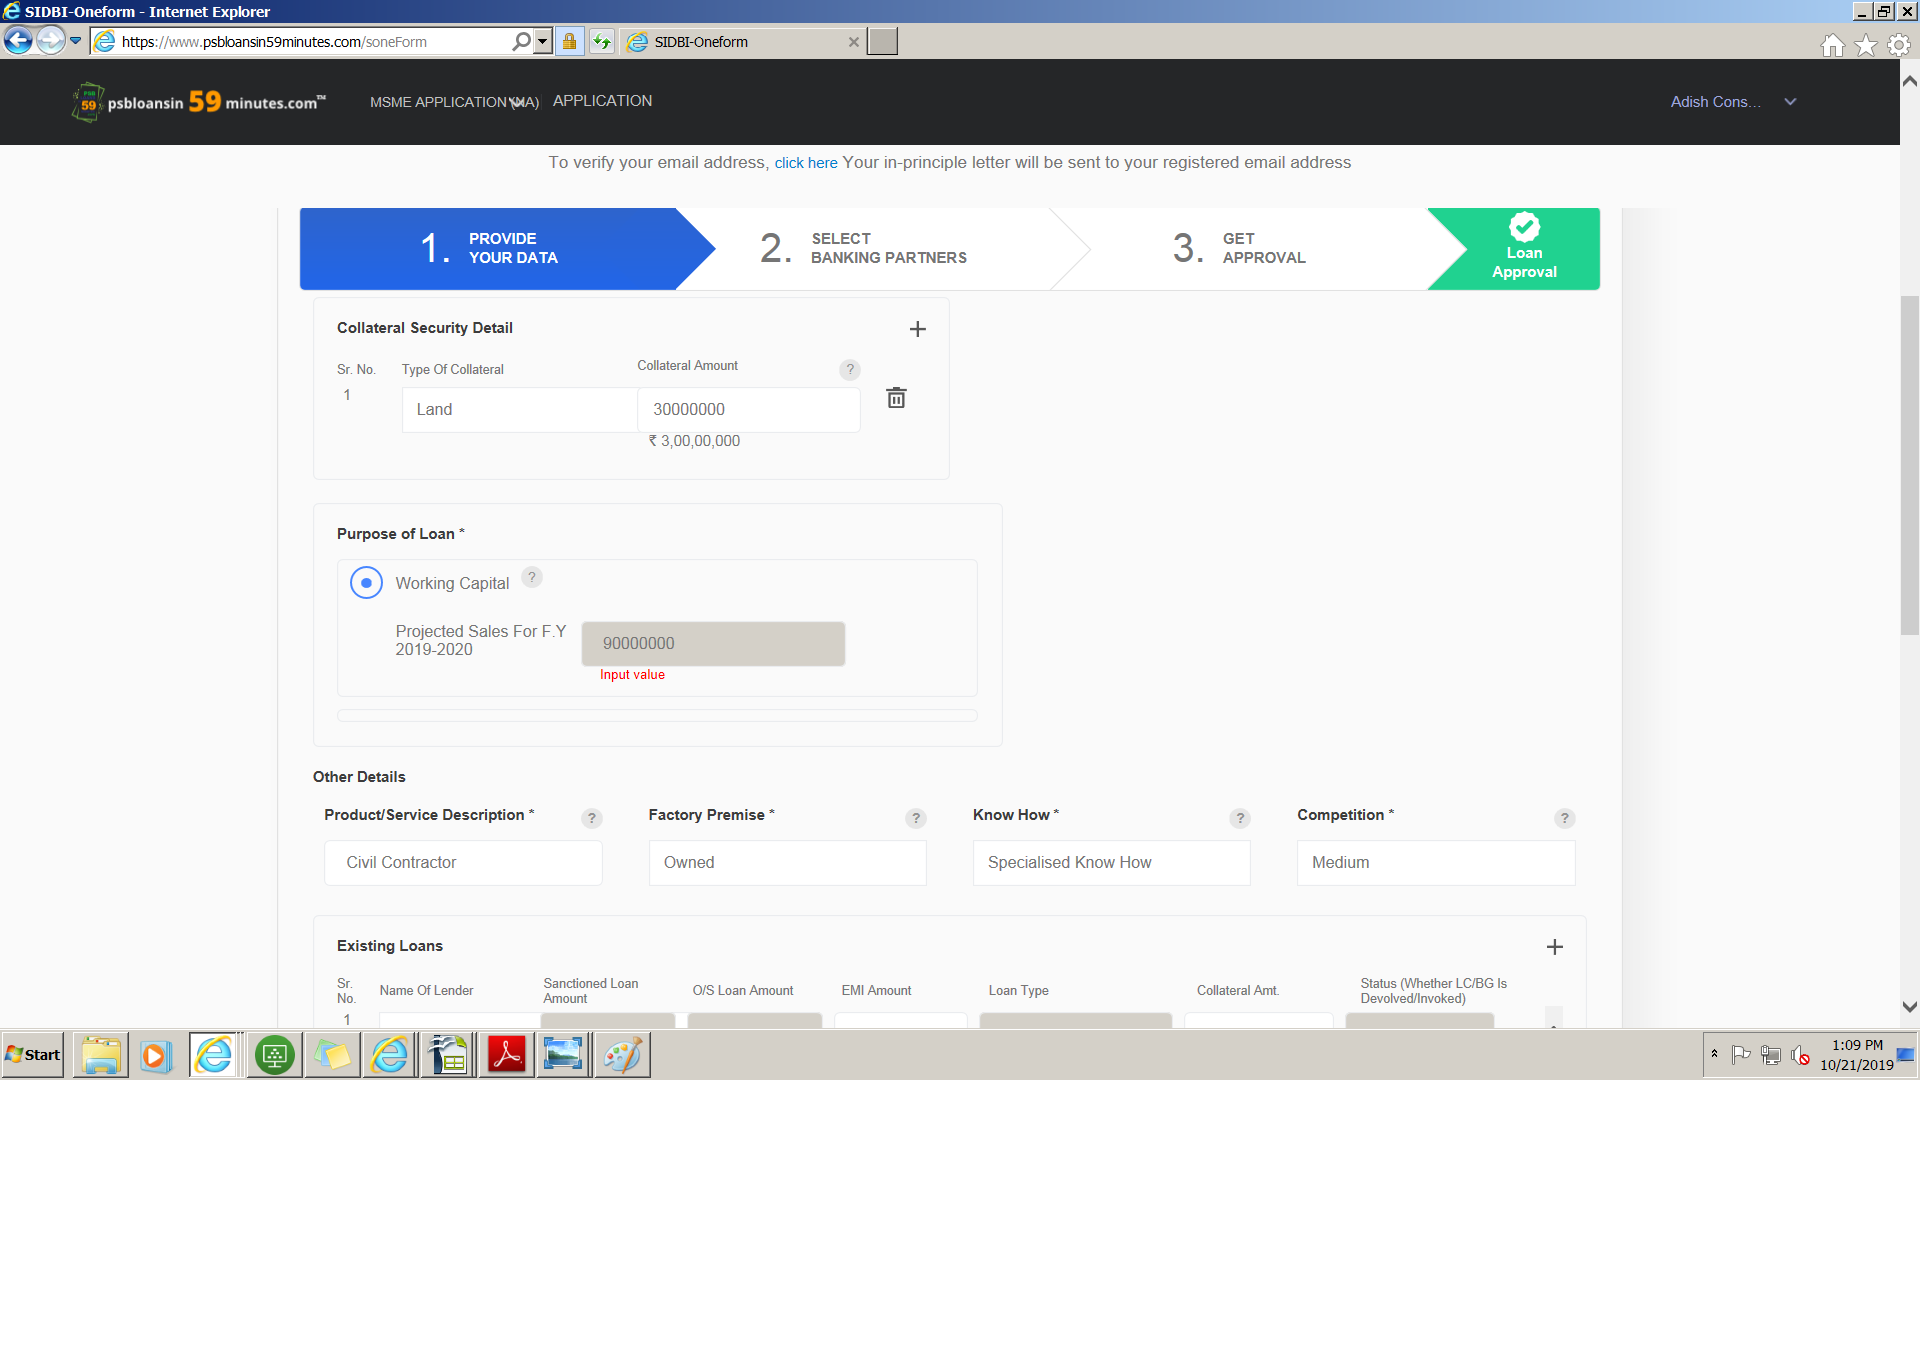 SIDBI-Oneform - Internet Explorer
https://www.psbloansin59minutes.com/soneForm
SIDBI-Oneform
PSB
59
psbloansin 59 minutes.com™
MSME APPLICATION
APPLICATION
Adish Cons...
To verify your email address, click here Your in-principle letter will be sent to your registered email address
1. PROVIDE YOUR DATA
2. SELECT BANKING PARTNERS
3. GET APPROVAL
Loan Approval
Collateral Security Detail
Sr. No. Type Of Collateral Collateral Amount ?
1 Land 30000000
₹ 3,00,00,000
Purpose of Loan *
Working Capital ?
Projected Sales For F.Y
2019-2020
90000000
Input value
Other Details
Product/Service Description * ? Factory Premise * ? Know How * ? Competition * ?
Civil Contractor Owned Specialised Know How Medium
Existing Loans
Sr. No. Name Of Lender Sanctioned Loan Amount O/S Loan Amount EMI Amount Loan Type Collateral Amt. Status (Whether LC/BG Is Devolved/Invoked)
1
Start
1:09 PM
10/21/2019